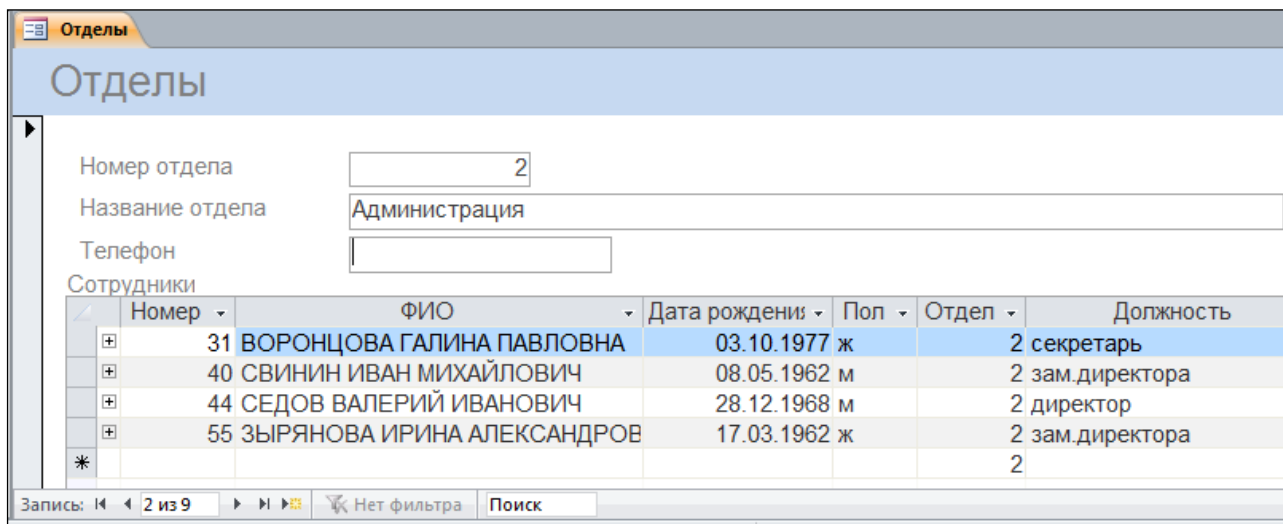 Отделы
Отделы
Номер отдела 2
Название отдела Администрация
Телефон
Сотрудники
Номер ФИО Дата рождения Пол Отдел Должность
31 ВОРОНЦОВА ГАЛИНА ПАВЛОВНА 03.10.1977 ж 2 секретарь
40 СВИНИН ИВАН МИХАЙЛОВИЧ 08.05.1962 м 2 зам.директора
44 СЕДОВ ВАЛЕРИЙ ИВАНОВИЧ 28.12.1968 м 2 директор
55 ЗЫРЯНОВА ИРИНА АЛЕКСАНДРОВ 17.03.1962 ж 2 зам.директора
2
Запись: 2 из 9 Нет фильтра Поиск